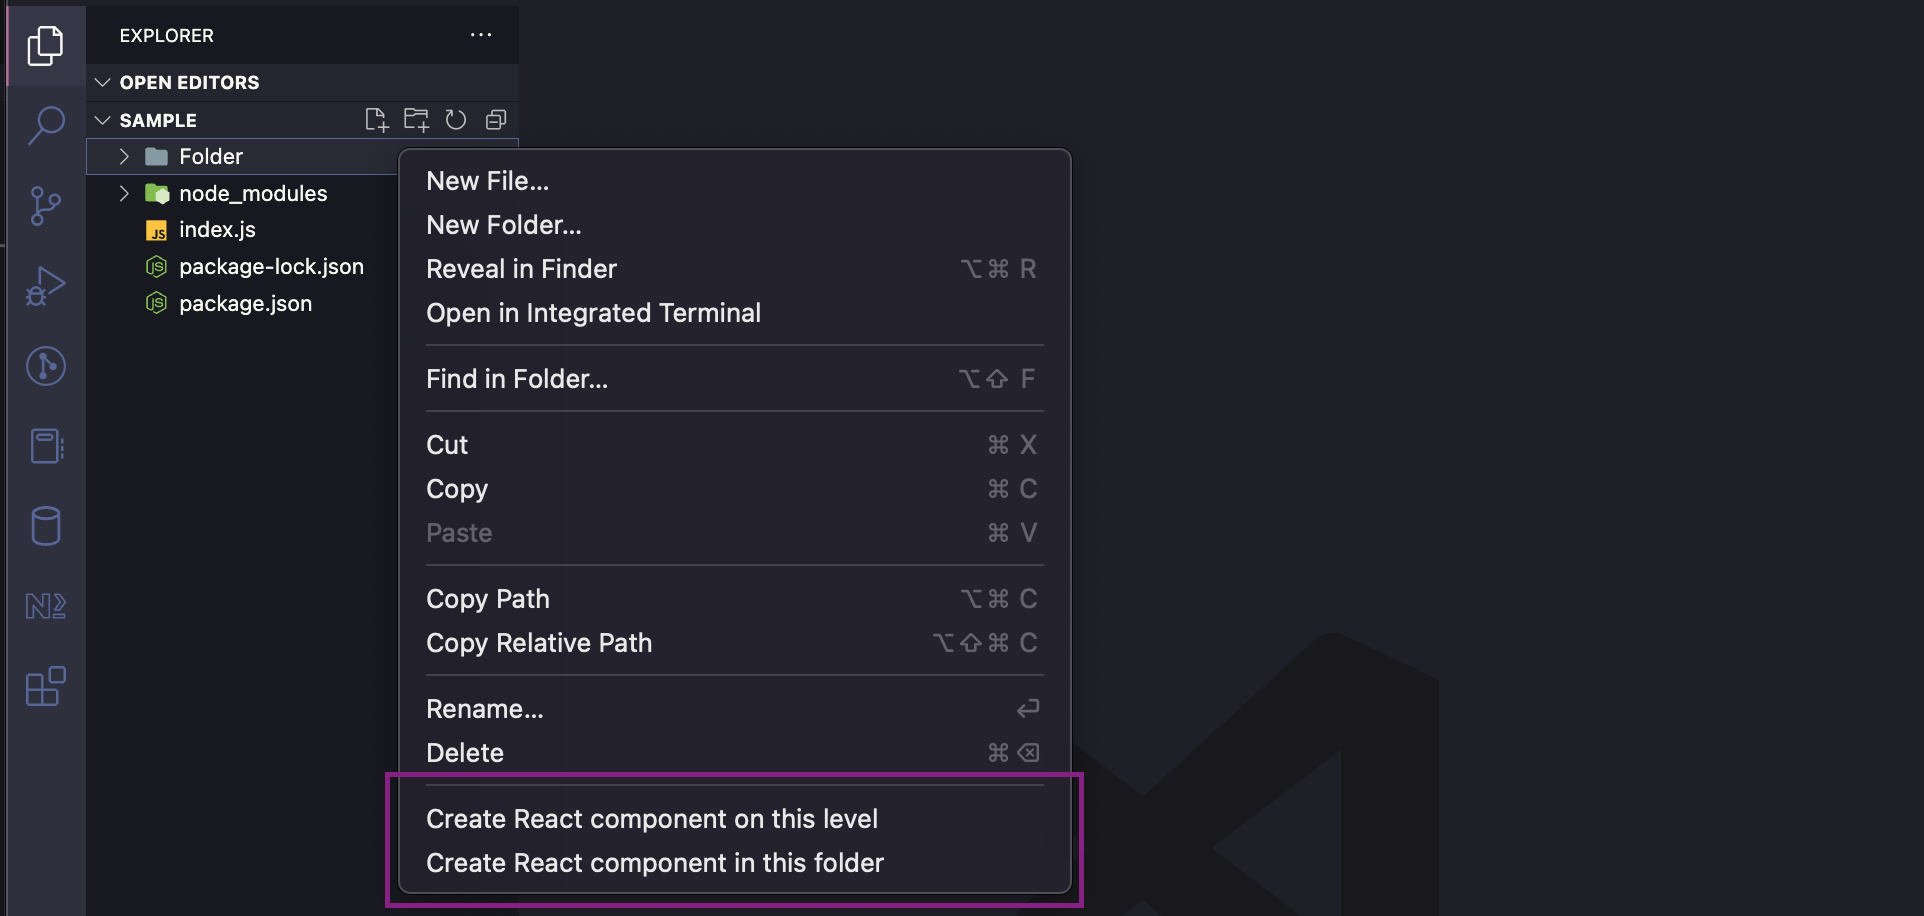 EXPLORER
OPEN EDITORS
SAMPLE
Folder
node_modules
JS index.js
JS package-lock.json
JS package.json
New File...
New Folder...
Reveal in Finder ⌥⌘ R
Open in Integrated Terminal
Find in Folder... ⌥⇧ F
Cut ⌘ X
Copy ⌘ C
Paste ⌘ V
Copy Path ⌥⌘ C
Copy Relative Path ⌥⇧⌘ C
Rename... ⏎
Delete ⌘⌫
Create React component on this level
Create React component in this folder